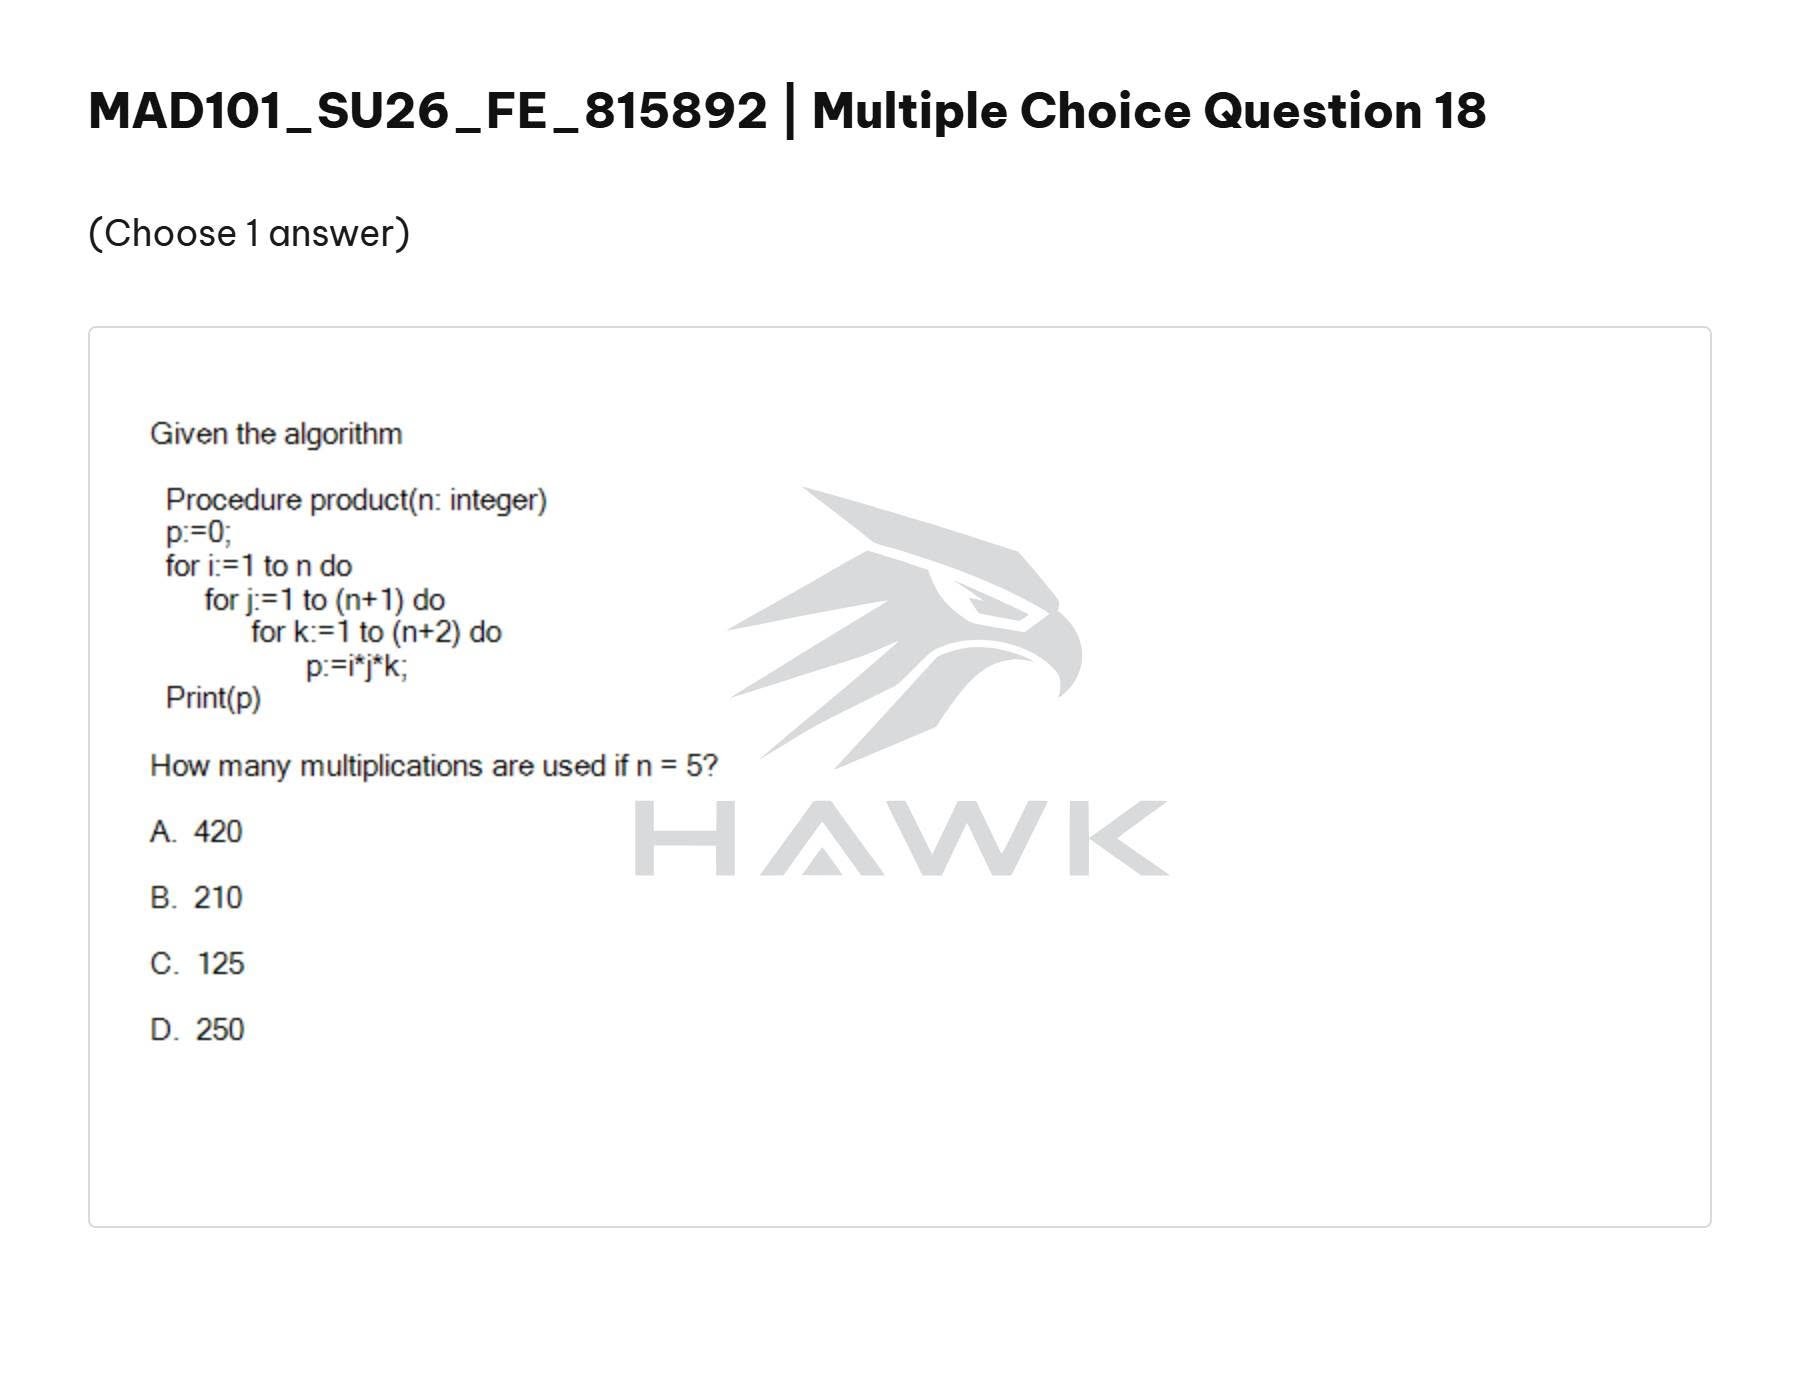 MAD101_SU26_FE_815892 | Multiple Choice Question 18
(Choose 1 answer)
Given the algorithm
Procedure product(n: integer)
p:=0;
for i:=1 to n do
for j:=1 to (n+1) do
for k:=1 to (n+2) do
p:=i*j*k;
Print(p)
How many multiplications are used if n = 5?
A. 420
B. 210
C. 125
D. 250
HAWK